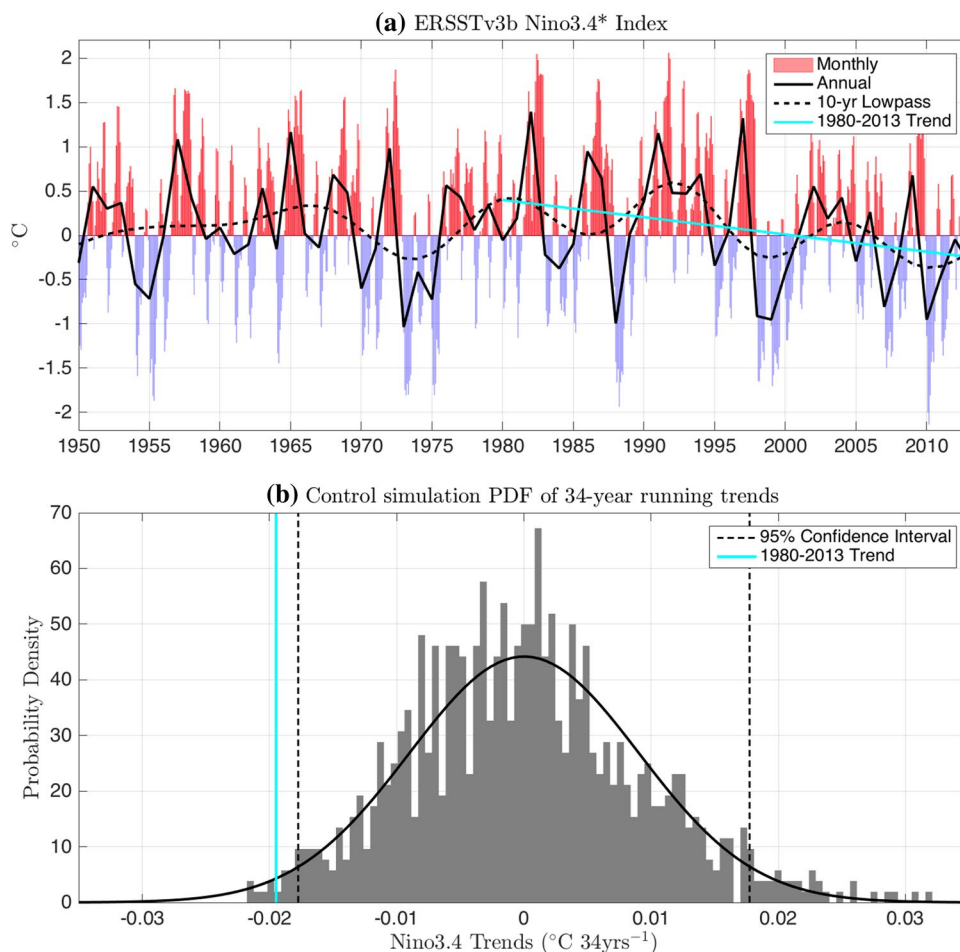 (a) ERSSTv3b Nino3.4* Index
Monthly
Annual
10-yr Lowpass
1980-2013 Trend
°C
2
1.5
1
0.5
0
-0.5
-1
-1.5
-2
1950 1955 1960 1965 1970 1975 1980 1985 1990 1995 2000 2005 2010
(b) Control simulation PDF of 34-year running trends
95% Confidence Interval
1980-2013 Trend
Probability Density
70
60
50
40
30
20
10
0
-0.03 -0.02 -0.01 0 0.01 0.02 0.03
Nino3.4 Trends (°C 34yrs⁻¹)